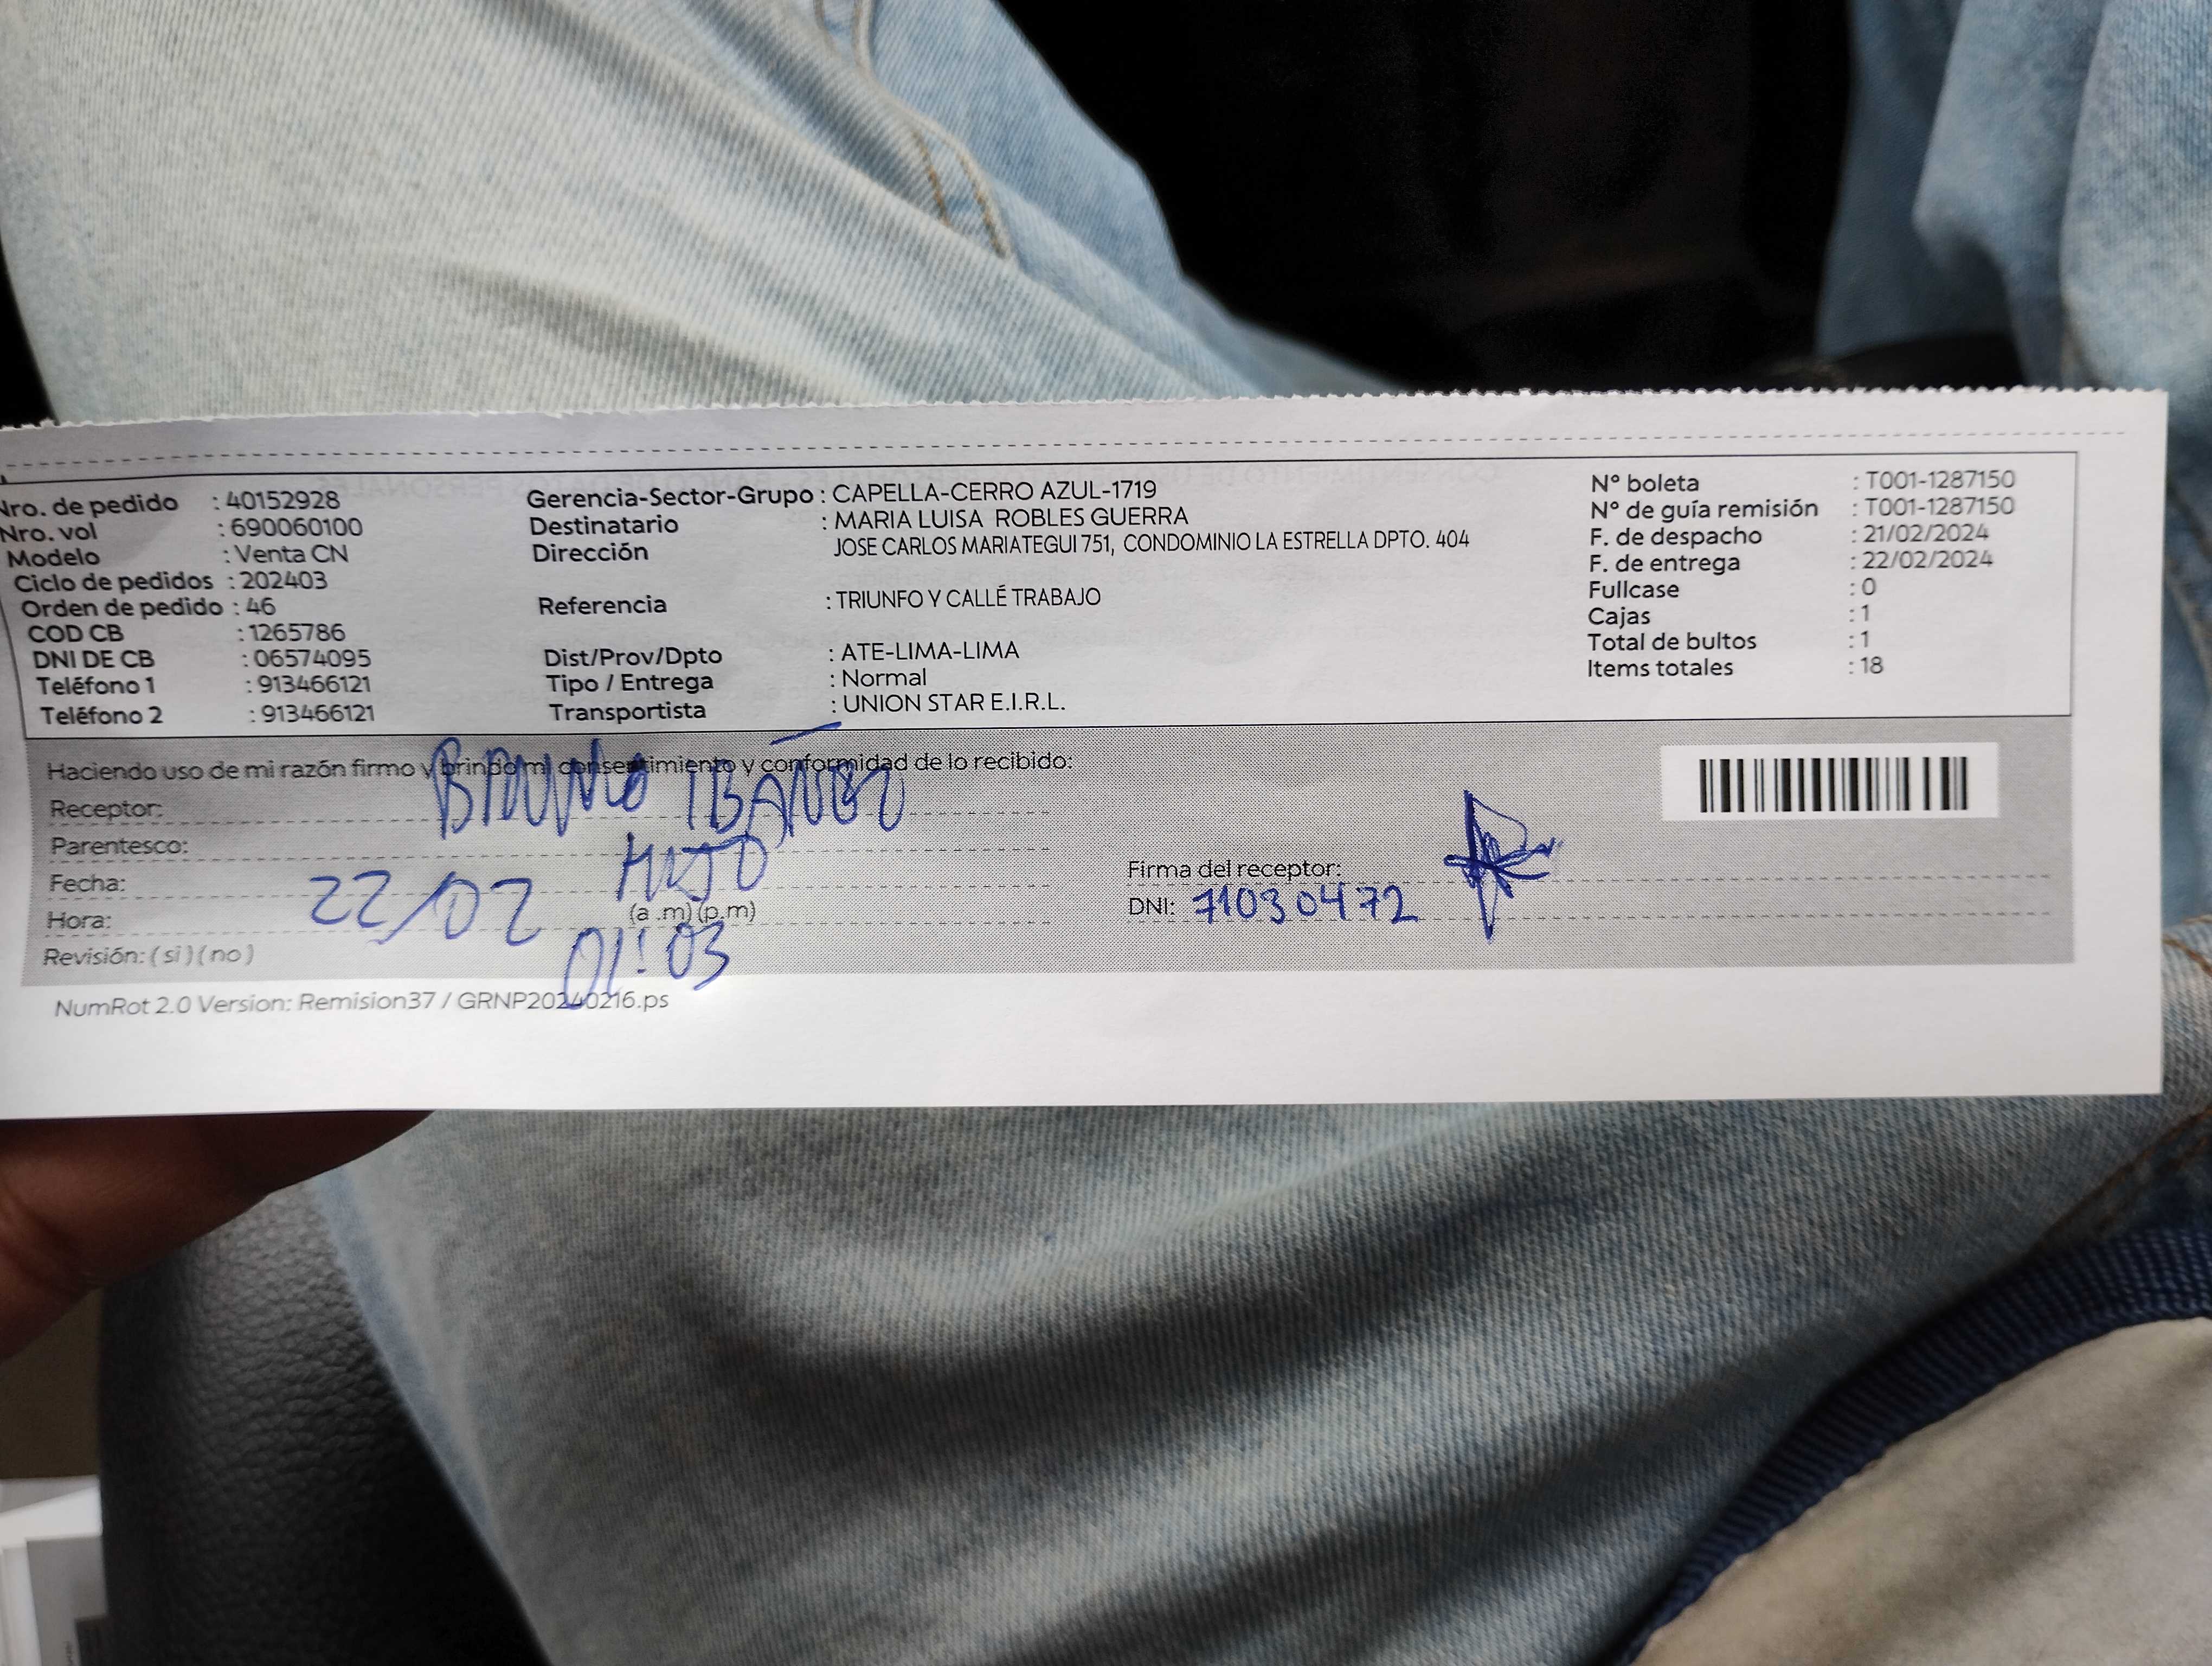 Nro. de pedido : 40152928
Nro. vol : 690060100
Modelo : Venta CN
Ciclo de pedidos : 202403
Orden de pedido : 46
COD CB : 1265786
DNI DE CB : 06574095
Teléfono 1 : 913466121
Teléfono 2 : 913466121
Gerencia-Sector-Grupo : CAPELLA-CERRO AZUL-1719
Destinatario : MARIA LUISA ROBLES GUERRA
Dirección JOSE CARLOS MARIATEGUI 751, CONDOMINIO LA ESTRELLA DPTO. 404
Referencia : TRIUNFO Y CALLÉ TRABAJO
Dist/Prov/Dpto : ATE-LIMA-LIMA
Tipo / Entrega : Normal
Transportista : UNION STAR E.I.R.L.
N° boleta : T001-1287150
N° de guía remisión : T001-1287150
F. de despacho : 21/02/2024
F. de entrega : 22/02/2024
Fullcase : 0
Cajas : 1
Total de bultos : 1
Items totales : 18
Haciendo uso de mi razón firmo y brindo mi consentimiento y conformidad de lo recibido:
Receptor: BRUNO IBAÑEZ
Parentesco: HIJO
Fecha: 22/02
Hora: (a .m) (p.m) 01:03
Revisión: ( si ) ( no )
Firma del receptor:
DNI: 71030472
NumRot 2.0 Version: Remision37 / GRNP20240216.ps